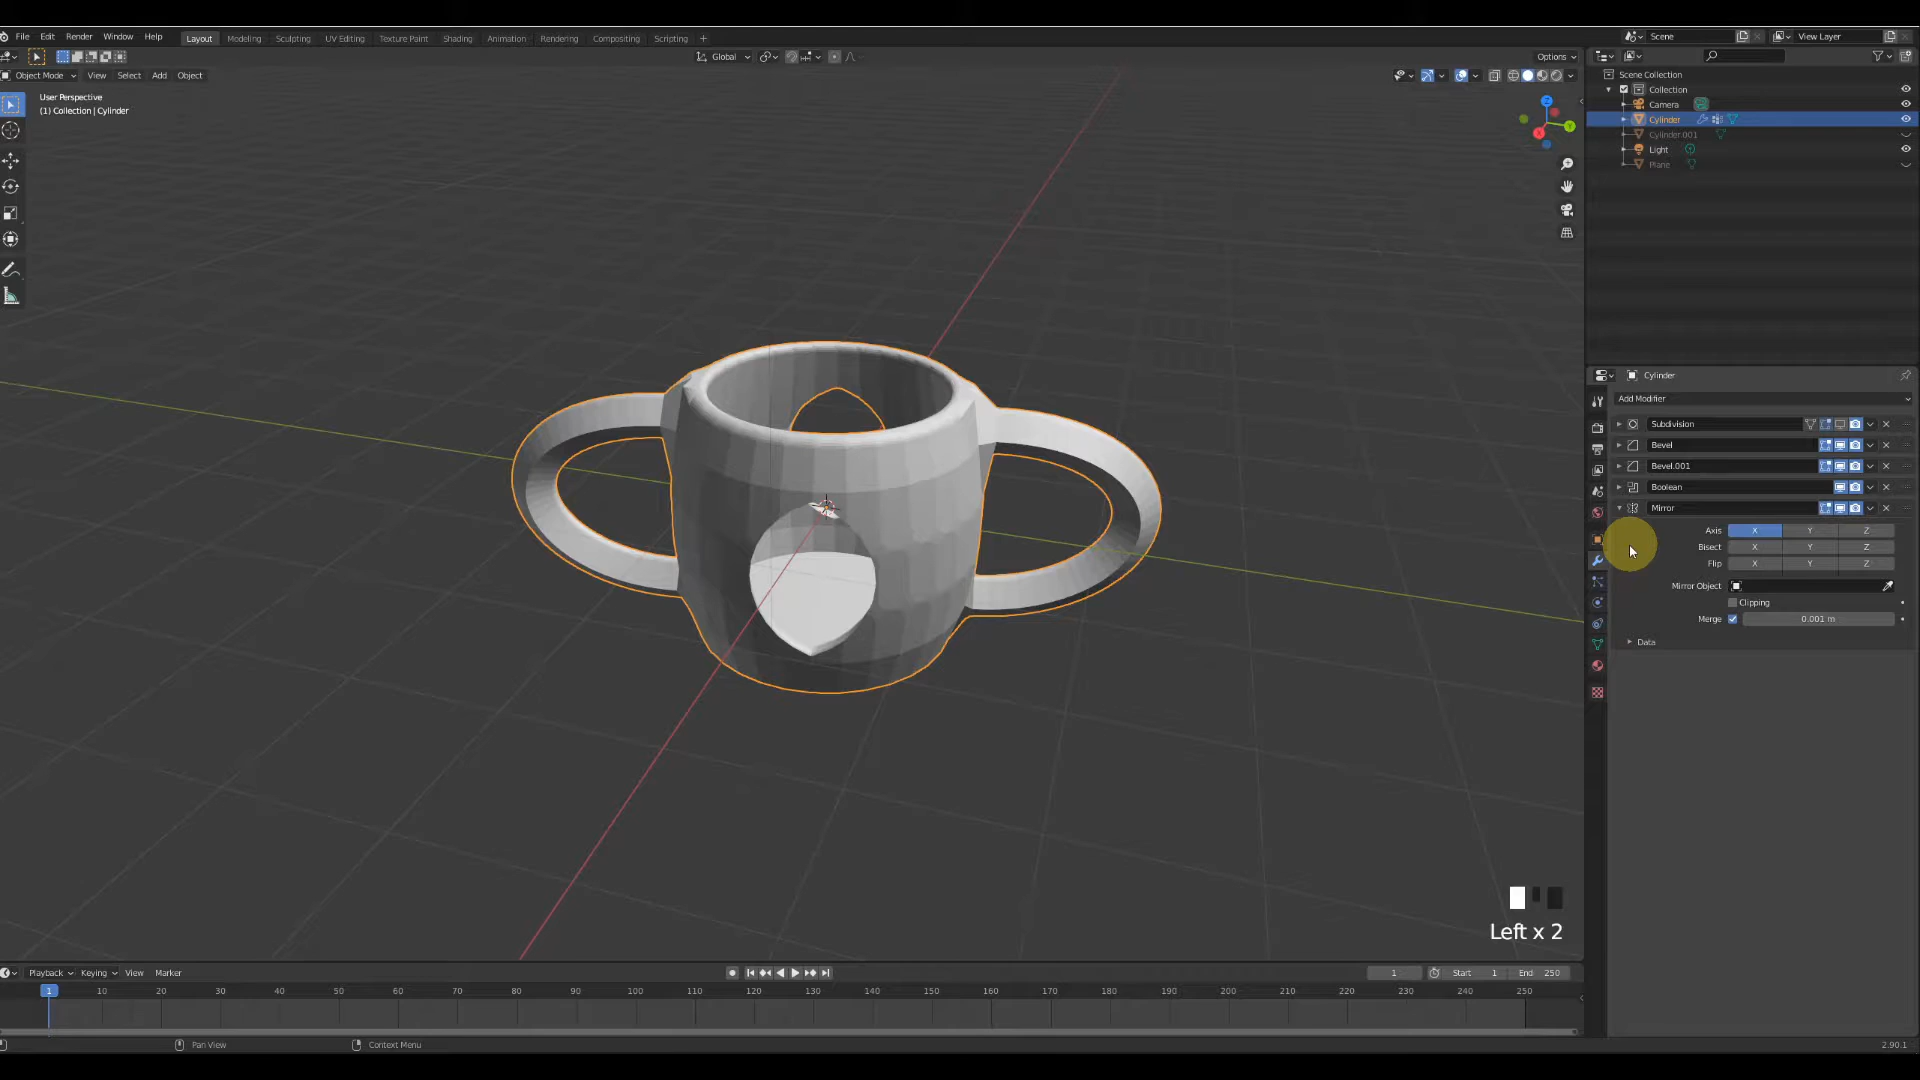 File Edit Render Window Help Layout Modeling Sculpting UV Editing Texture Paint Shading Animation Rendering Compositing Scripting + Scene View Layer
Global Options
Object Mode View Select Add Object
User Perspective
(1) Collection | Cylinder
Scene Collection
Collection
Camera
Cylinder
Cylinder.001
Light
Plane
Z
Y
X
Cylinder
Add Modifier
Subdivision
Bevel
Bevel.001
Boolean
Mirror
Axis X Y Z
Bisect X Y Z
Flip X Y Z
Mirror Object
Clipping
Merge 0.001 m
Data
Left x 2
Playback Keying View Marker 1 Start 1 End 250
1 10 20 30 40 50 60 70 80 90 100 110 120 130 140 150 160 170 180 190 200 210 220 230 240 250
Pan View Context Menu 2.90.1